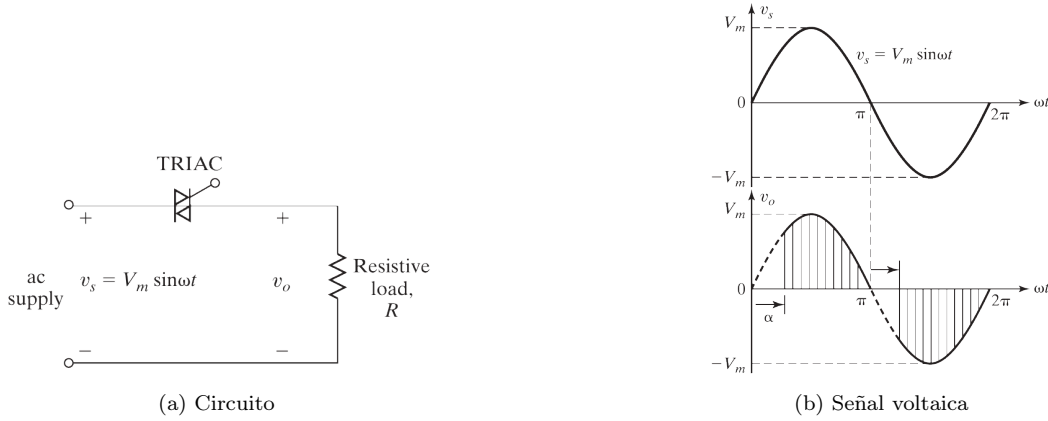 TRIAC
+
+
ac
supply
v_s = V_m sinωt
v_o
Resistive
load,
R
−
−
(a) Circuito
v_s
V_m
v_s = V_m sinωt
0
π
2π
ωt
−V_m
v_o
V_m
0
α
π
2π
ωt
−V_m
(b) Señal voltaica